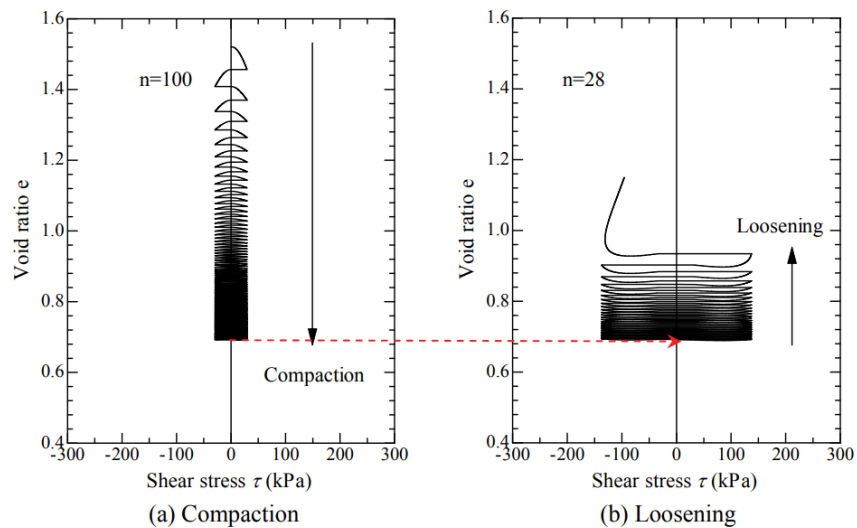 1.6
1.4
1.2
1.0
0.8
0.6
0.4
Void ratio e
n=100
Compaction
-300 -200 -100 0 100 200 300
Shear stress τ (kPa)
(a) Compaction
1.6
1.4
1.2
1.0
0.8
0.6
0.4
Void ratio e
n=28
Loosening
-300 -200 -100 0 100 200 300
Shear stress τ (kPa)
(b) Loosening